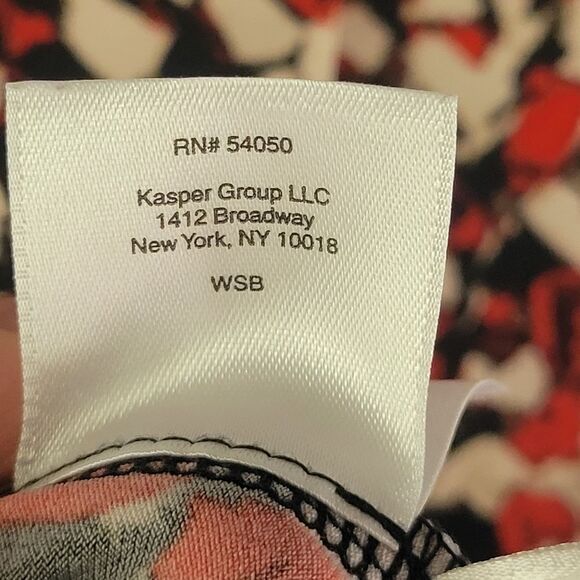 RN# 54050
Kasper Group LLC
1412 Broadway
New York, NY 10018
WSB